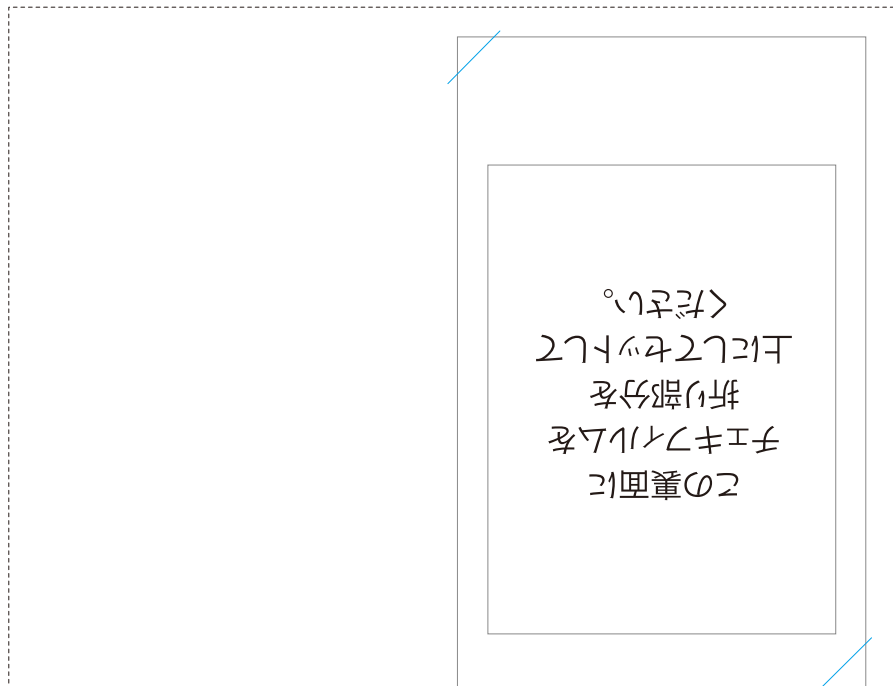 この裏面に
チェキフィルムを
折り部分を
上にしてセットして
ください。